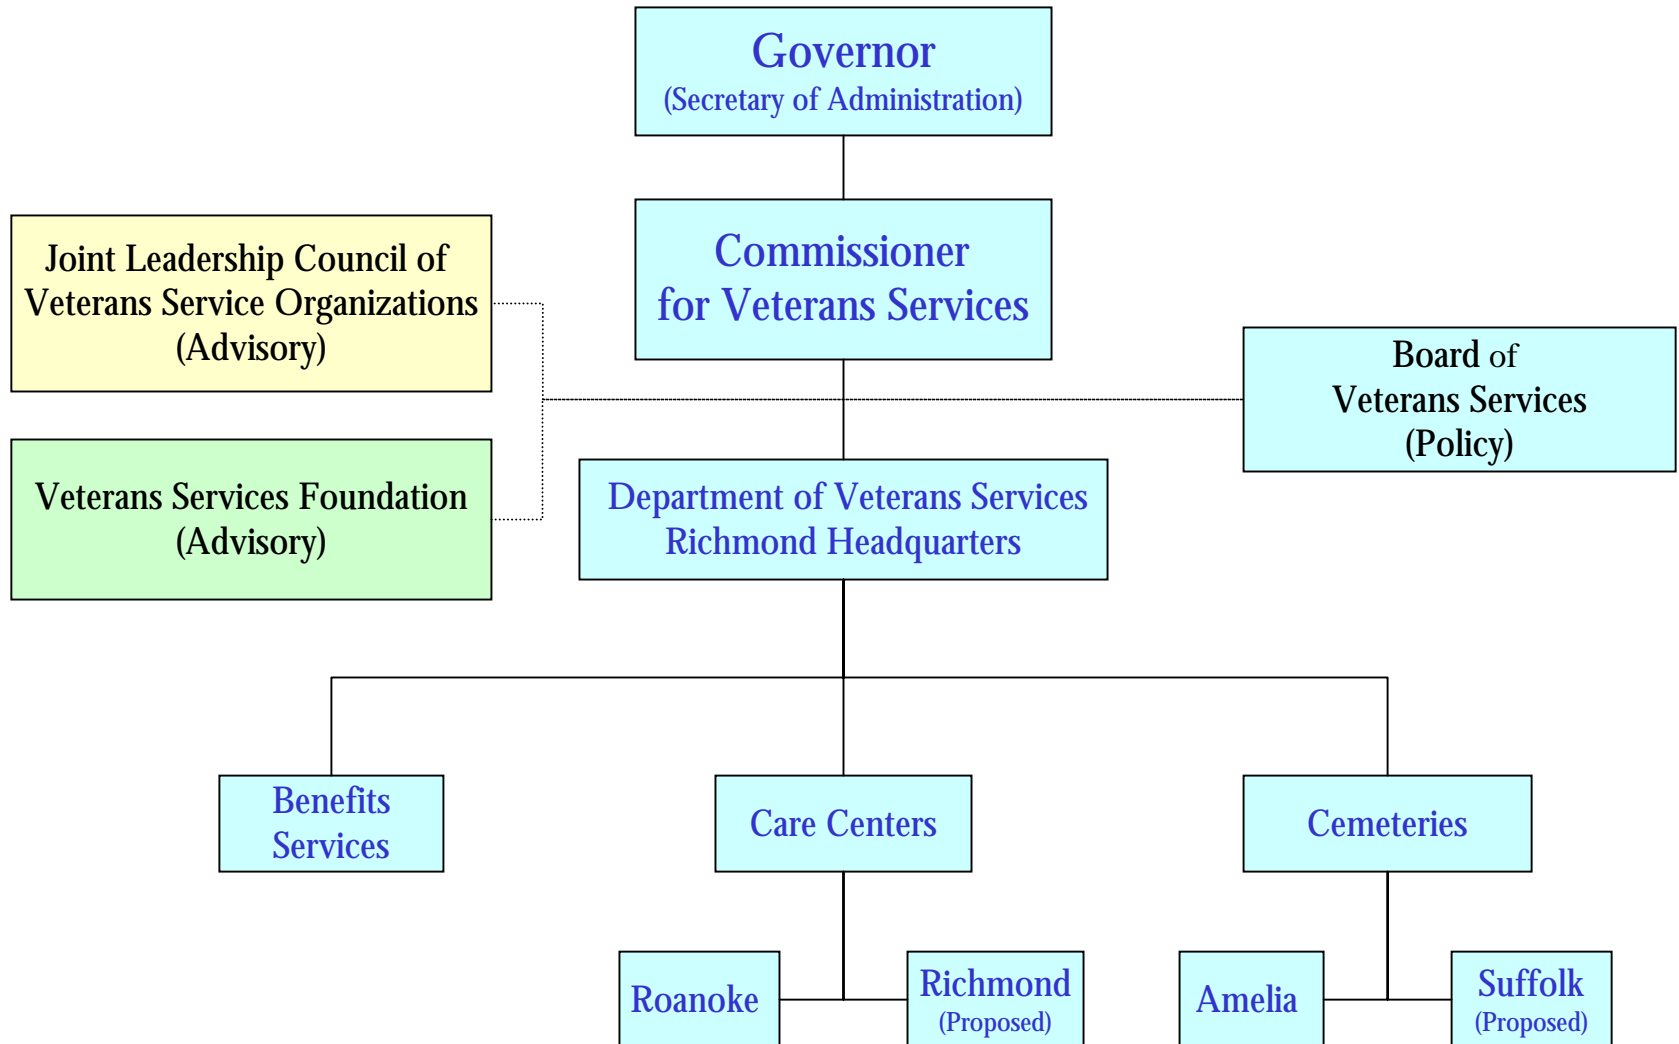 Governor
(Secretary of Administration)
Commissioner
for Veterans Services
Joint Leadership Council of
Veterans Service Organizations
(Advisory)
Board of
Veterans Services
(Policy)
Veterans Services Foundation
(Advisory)
Department of Veterans Services
Richmond Headquarters
Benefits
Services
Care Centers
Cemeteries
Roanoke
Richmond
(Proposed)
Amelia
Suffolk
(Proposed)